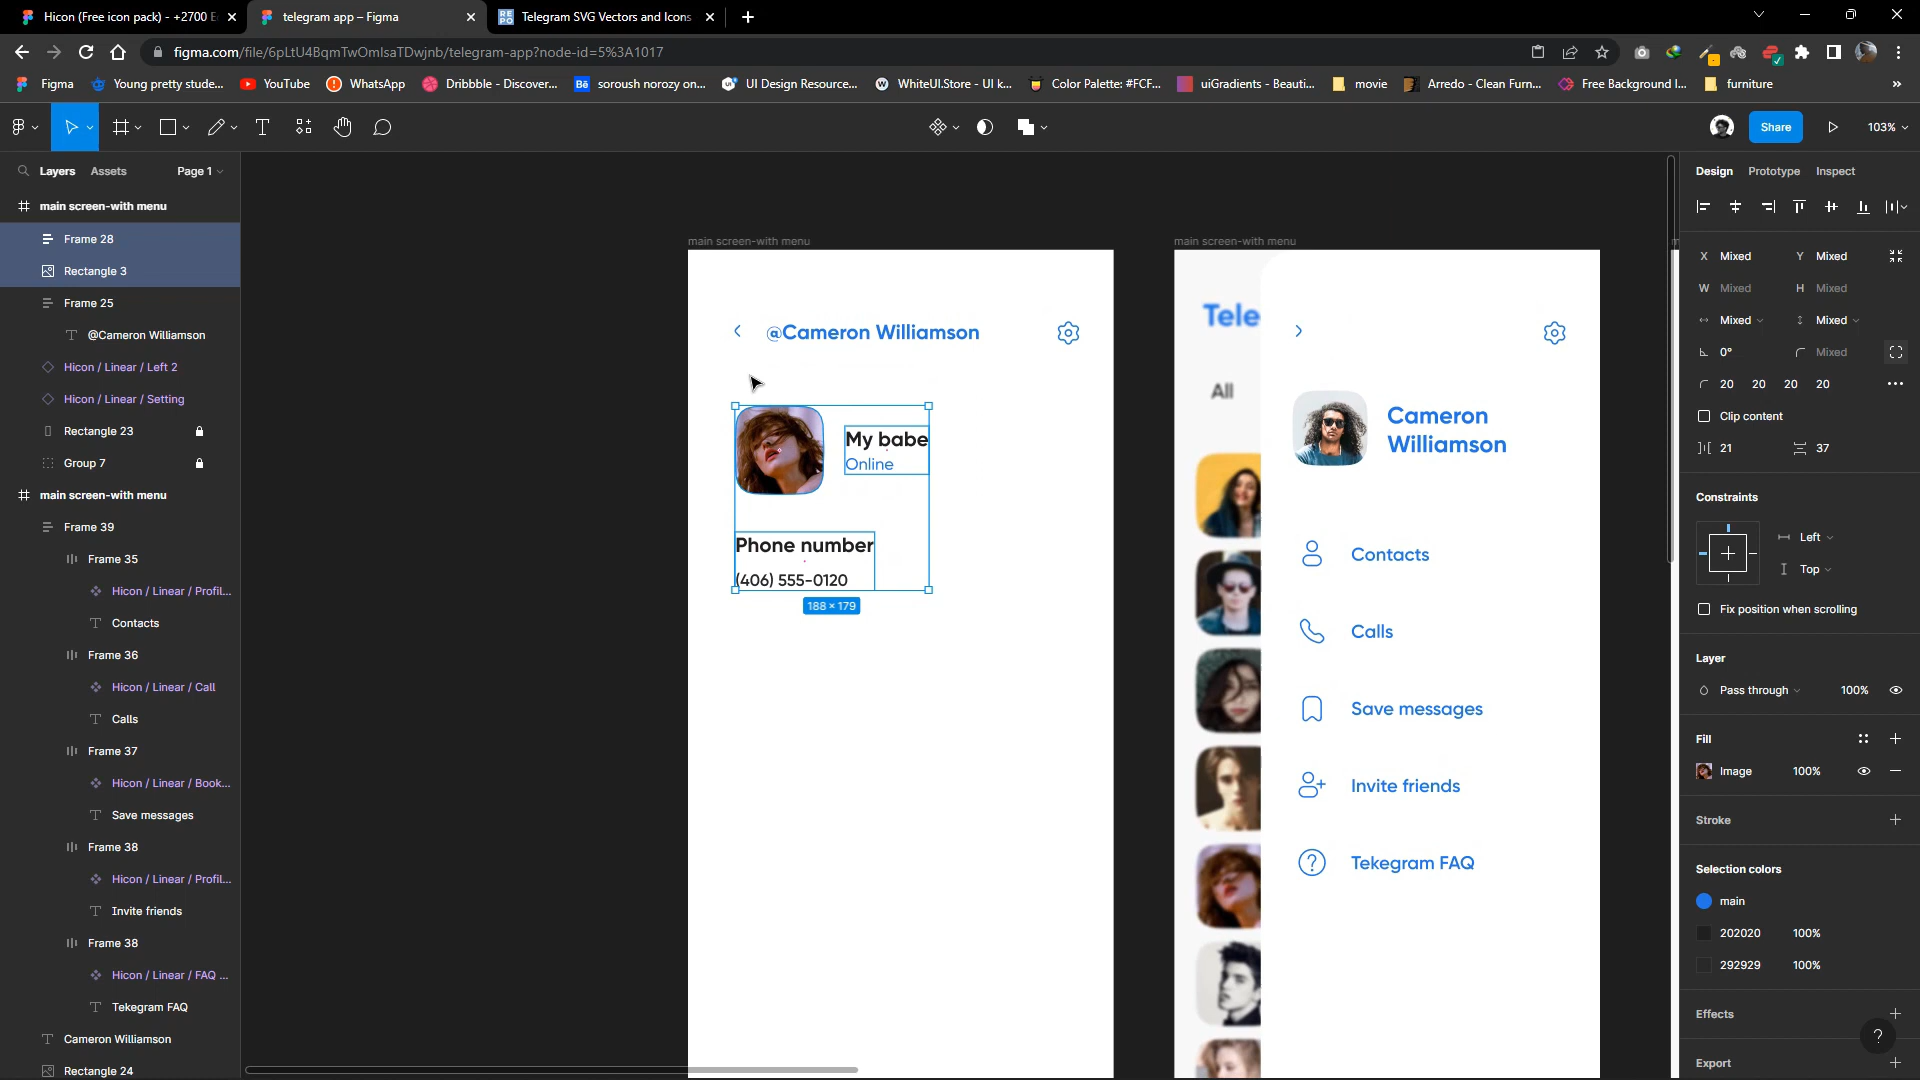 Hicon (Free icon pack) - +2700 E
telegram app – Figma
Telegram SVG Vectors and Icons
figma.com/file/6pLtU4BqmTwOmIsaTDwjnb/telegram-app?node-id=5%3A1017
Figma
Young pretty stude...
YouTube
WhatsApp
Dribbble - Discover...
soroush norozy on...
UI Design Resource...
WhiteUI.Store - UI k...
Color Palette: #FCF...
uiGradients - Beauti...
movie
Arredo - Clean Furn...
Free Background I...
furniture
Share
103%
Layers
Assets
Page 1
main screen-with menu
Frame 28
Rectangle 3
Frame 25
@Cameron Williamson
Hicon / Linear / Left 2
Hicon / Linear / Setting
Rectangle 23
Group 7
main screen-with menu
Frame 39
Frame 35
Hicon / Linear / Profil...
Contacts
Frame 36
Hicon / Linear / Call
Calls
Frame 37
Hicon / Linear / Book...
Save messages
Frame 38
Hicon / Linear / Profil...
Invite friends
Frame 38
Hicon / Linear / FAQ ...
Tekegram FAQ
Cameron Williamson
Rectangle 24
main screen-with menu
@Cameron Williamson
My babe
Online
Phone number
(406) 555-0120
188 × 179
main screen-with menu
Tele
All
Cameron
Williamson
Contacts
Calls
Save messages
Invite friends
Tekegram FAQ
Design
Prototype
Inspect
X Mixed
Y Mixed
W Mixed
H Mixed
Mixed
Mixed
0°
Mixed
20 20 20 20
Clip content
21
37
Constraints
Left
Top
Fix position when scrolling
Layer
Pass through
100%
Fill
Image
100%
Stroke
Selection colors
main
202020 100%
292929 100%
Effects
?
Export